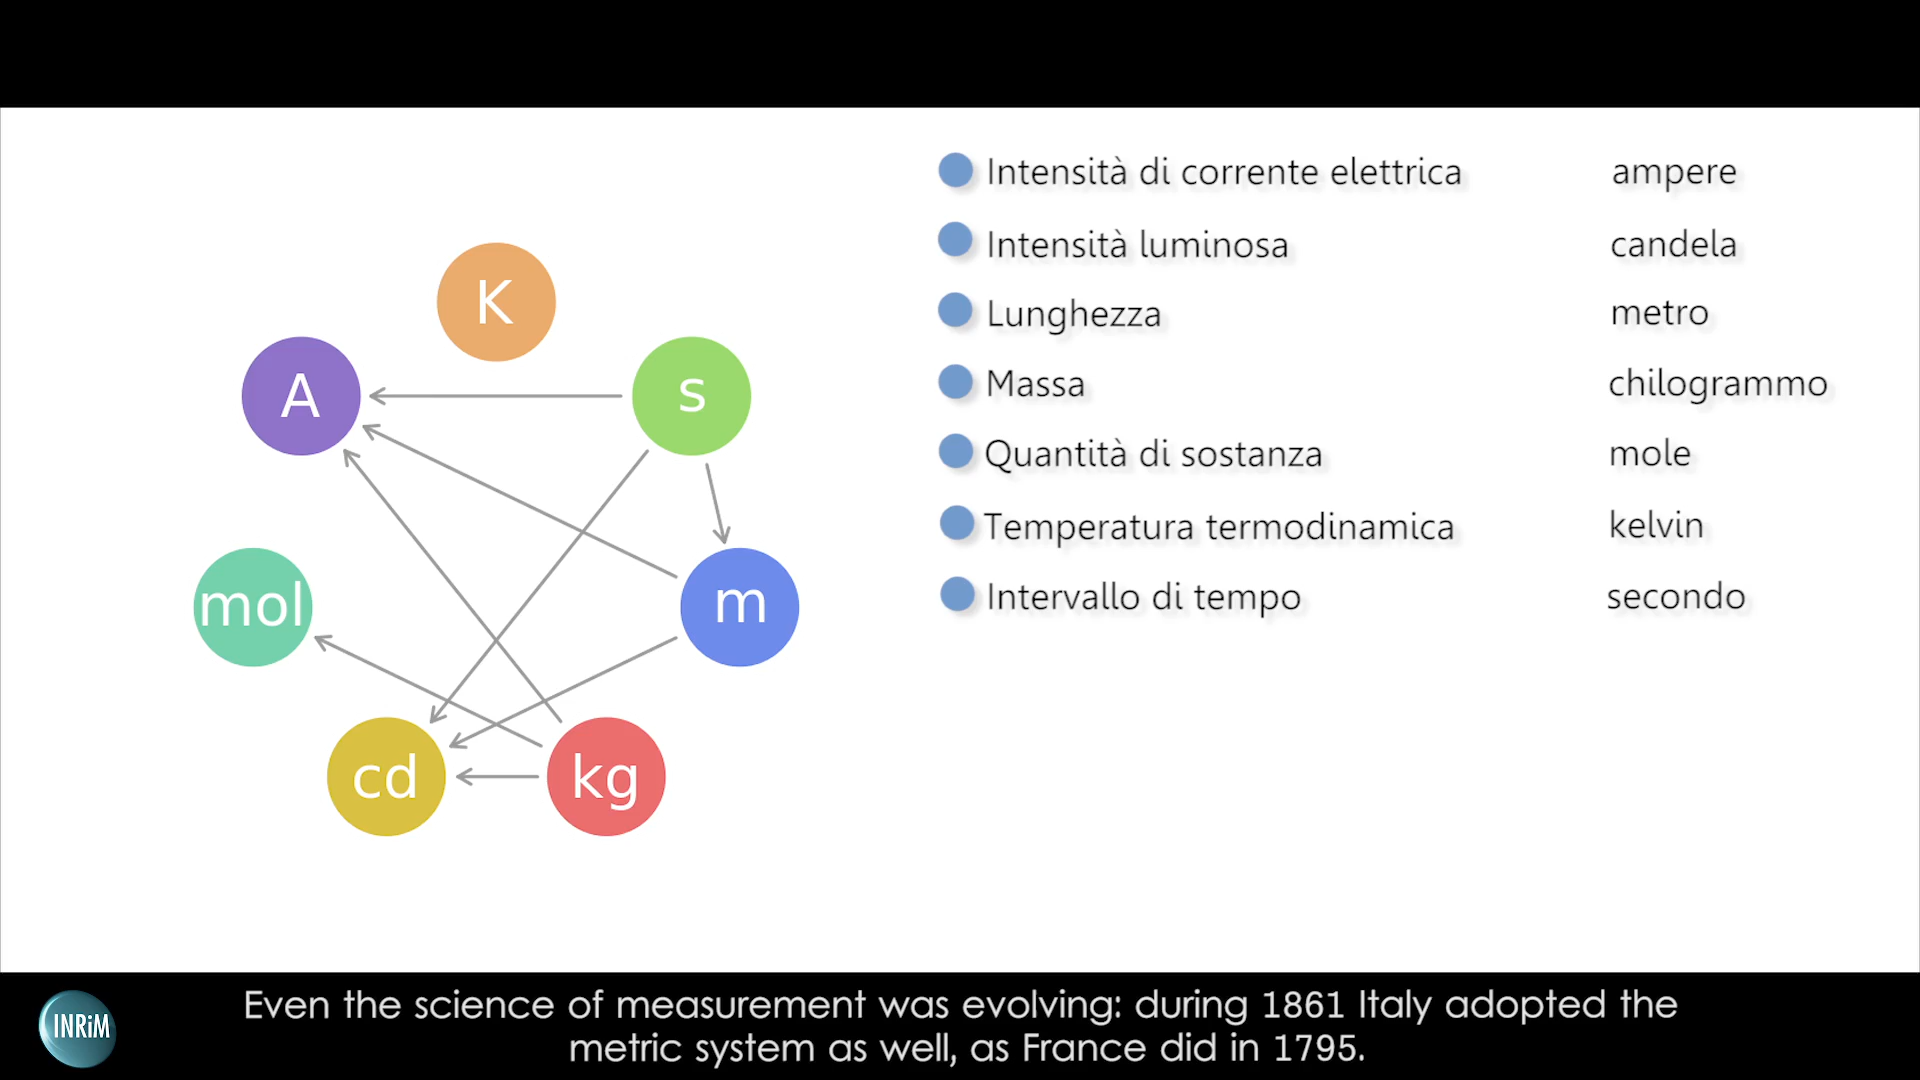 K
A
s
mol
m
cd
kg
Intensità di corrente elettrica ampere
Intensità luminosa candela
Lunghezza metro
Massa chilogrammo
Quantità di sostanza mole
Temperatura termodinamica kelvin
Intervallo di tempo secondo
INRiM
Even the science of measurement was evolving: during 1861 Italy adopted the
metric system as well, as France did in 1795.